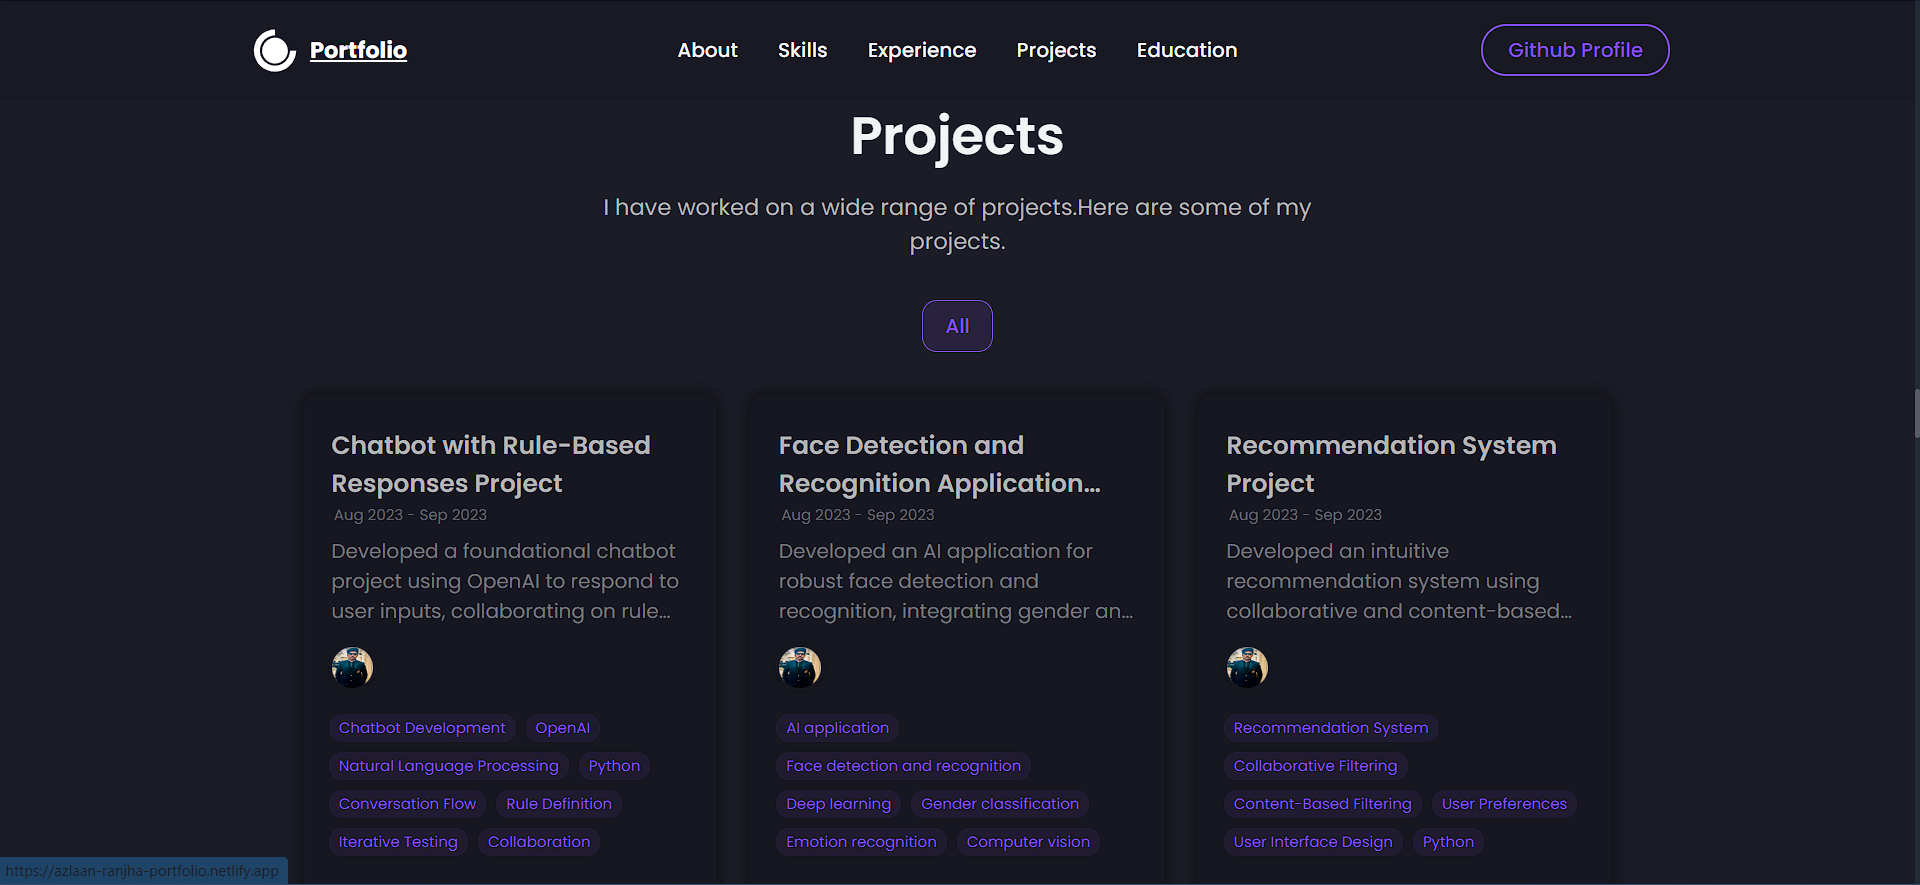 Portfolio
About Skills Experience Projects Education
Github Profile
Projects
I have worked on a wide range of projects.Here are some of my
projects.
All
Chatbot with Rule-Based
Responses Project
Aug 2023 - Sep 2023
Developed a foundational chatbot
project using OpenAI to respond to
user inputs, collaborating on rule...
Chatbot Development OpenAI
Natural Language Processing Python
Conversation Flow Rule Definition
Iterative Testing Collaboration
Face Detection and
Recognition Application...
Aug 2023 - Sep 2023
Developed an AI application for
robust face detection and
recognition, integrating gender an...
AI application
Face detection and recognition
Deep learning Gender classification
Emotion recognition Computer vision
Recommendation System
Project
Aug 2023 - Sep 2023
Developed an intuitive
recommendation system using
collaborative and content-based...
Recommendation System
Collaborative Filtering
Content-Based Filtering User Preferences
User Interface Design Python
https://azlaan-ranjha-portfolio.netlify.app